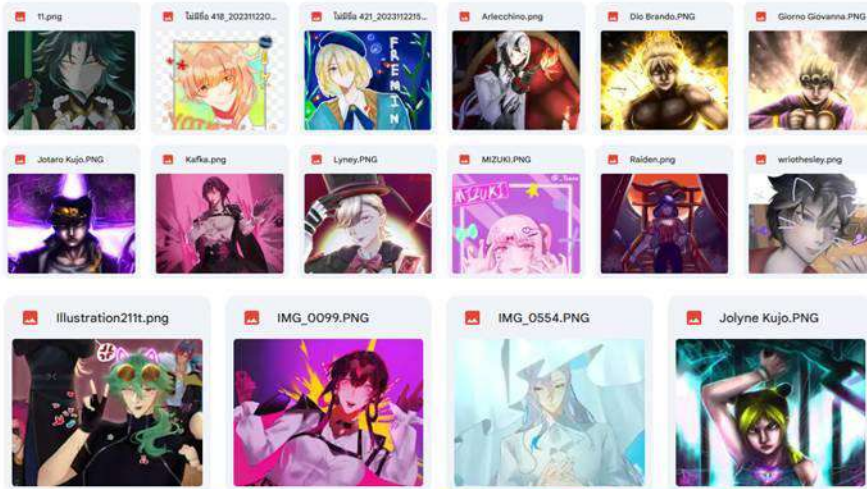 11.png
ไม่มีชื่อ 418_202311220...
ไม่มีชื่อ 421_2023112215...
Arlecchino.png
Dio Brando.PNG
Giorno Giovanna.PNG
FREMIN
Jotaro Kujo.PNG
Kafka.png
Lyney.PNG
MIZUKI.PNG
Raiden.png
wriothesley.png
MIZUKI
Illustration211t.png
IMG_0099.PNG
IMG_0554.PNG
Jolyne Kujo.PNG